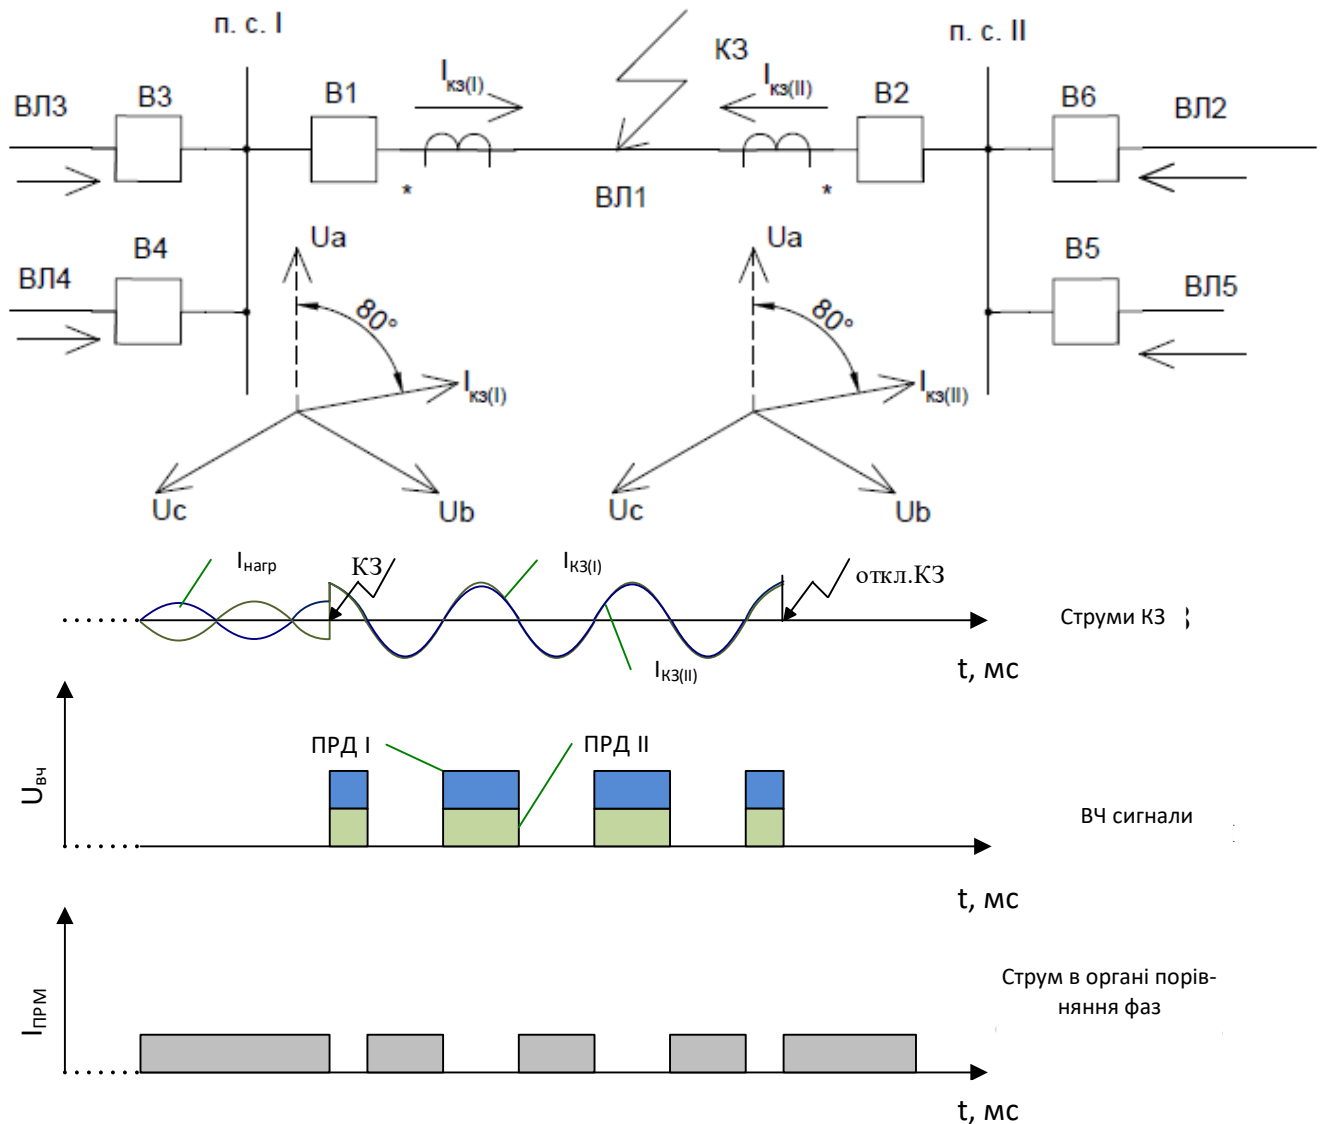 п. с. I
п. с. II
КЗ
Iкз(I)
Iкз(II)
ВЛ3
В3
В1
В2
В6
ВЛ2
*
*
ВЛ1
ВЛ4
В4
Ua
80°
Iкз(I)
Uc
Ub
Ua
80°
Iкз(II)
Uc
Ub
В5
ВЛ5
Iнагр
КЗ
IКЗ(I)
откл.КЗ
IКЗ(II)
Струми КЗ
t, мс
Uвч
ПРД I
ПРД II
ВЧ сигнали
t, мс
IПРМ
Струм в органі порів-
няння фаз
t, мс